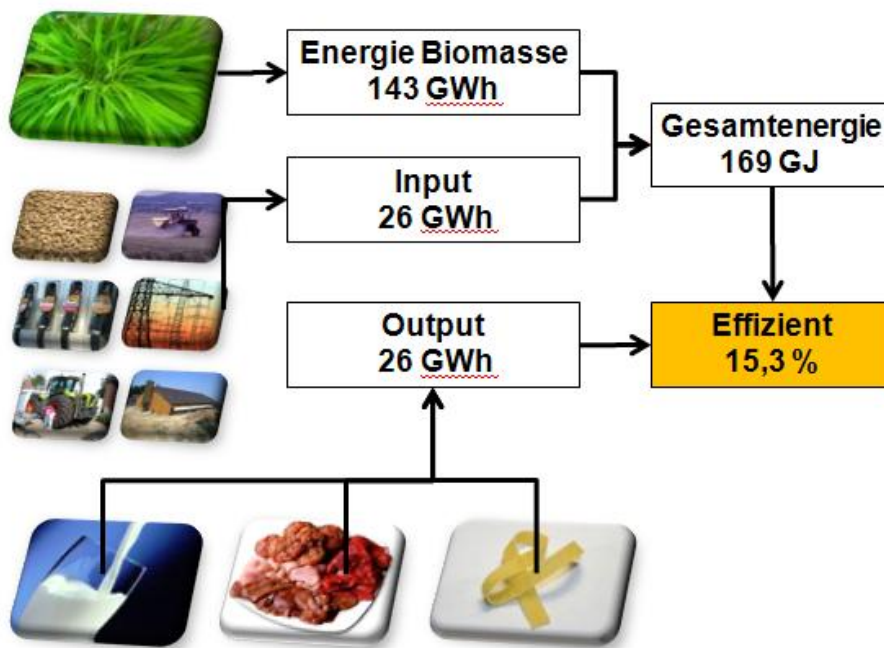 Energie Biomasse
143 GWh
Gesamtenergie
169 GJ
Input
26 GWh
Output
26 GWh
Effizient
15,3 %